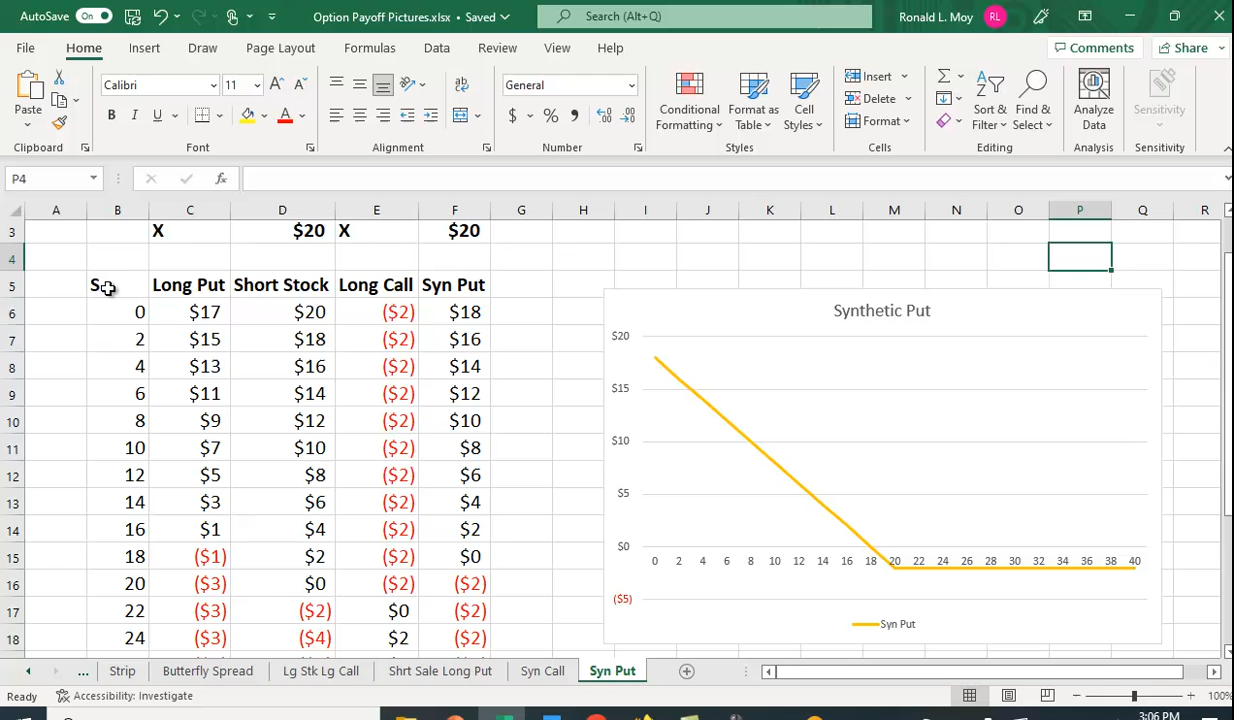 AutoSave On Option Payoff Pictures.xlsx • Saved Search (Alt+Q) Ronald L. Moy RL
File Home Insert Draw Page Layout Formulas Data Review View Help Comments Share
Calibri 11 General Insert
Paste B I U $ % Conditional Formatting Format as Table Cell Styles Delete Sort & Filter Find & Select Analyze Data Sensitivity
Format
Clipboard Font Alignment Number Styles Cells Editing Analysis Sensitivity
P4 fx
A B C D E F G H I J K L M N O P Q R
3 X $20 X $20
4
5 S Long Put Short Stock Long Call Syn Put
6 0 $17 $20 ($2) $18
7 2 $15 $18 ($2) $16
8 4 $13 $16 ($2) $14
9 6 $11 $14 ($2) $12
10 8 $9 $12 ($2) $10
11 10 $7 $10 ($2) $8
12 12 $5 $8 ($2) $6
13 14 $3 $6 ($2) $4
14 16 $1 $4 ($2) $2
15 18 ($1) $2 ($2) $0
16 20 ($3) $0 ($2) ($2)
17 22 ($3) ($2) $0 ($2)
18 24 ($3) ($4) $2 ($2)
Synthetic Put
$20
$15
$10
$5
$0
0 2 4 6 8 10 12 14 16 18 20 22 24 26 28 30 32 34 36 38 40
($5)
Syn Put
... Strip Butterfly Spread Lg Stk Lg Call Shrt Sale Long Put Syn Call Syn Put
Ready Accessibility: Investigate 100%
3:06 PM